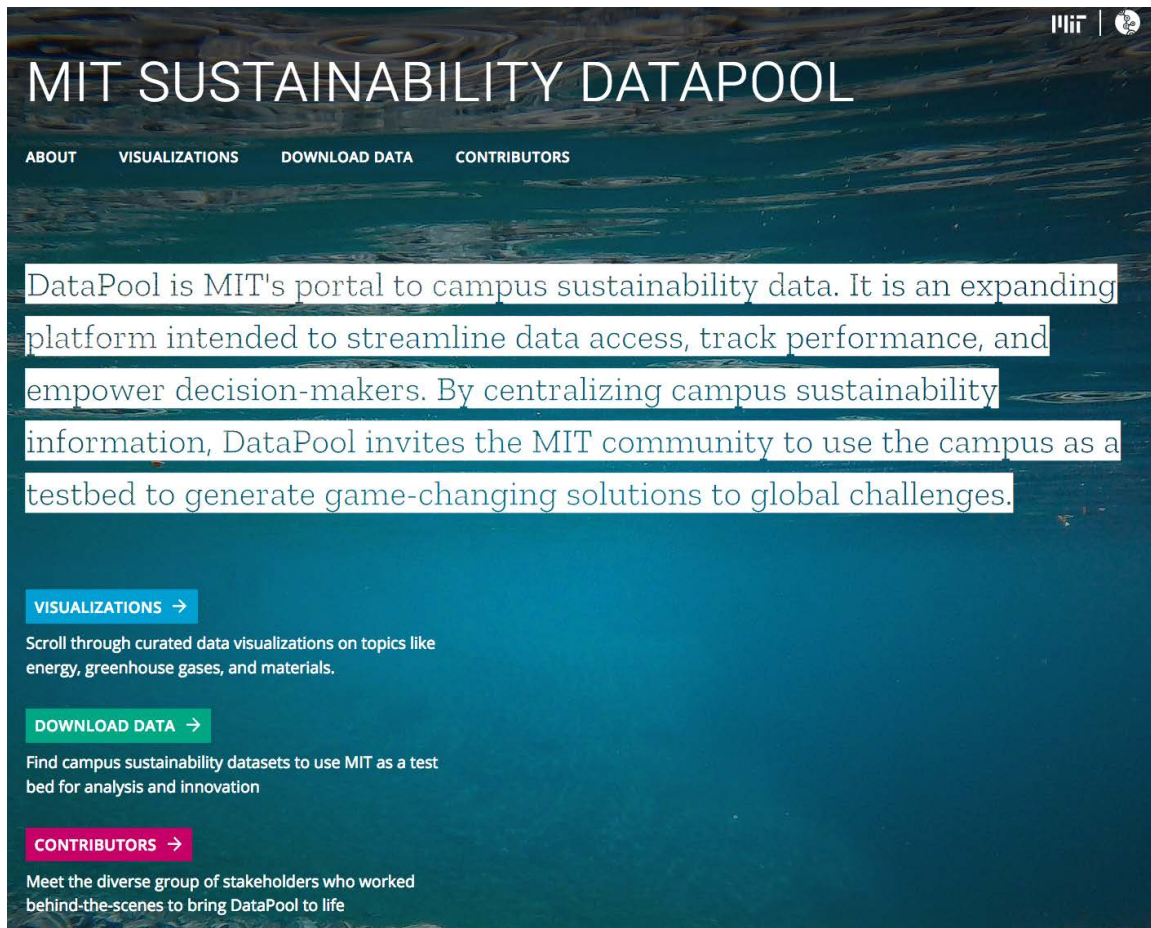 MIT
MIT SUSTAINABILITY DATAPOOL
ABOUT VISUALIZATIONS DOWNLOAD DATA CONTRIBUTORS
DataPool is MIT's portal to campus sustainability data. It is an expanding
platform intended to streamline data access, track performance, and
empower decision-makers. By centralizing campus sustainability
information, DataPool invites the MIT community to use the campus as a
testbed to generate game-changing solutions to global challenges.
VISUALIZATIONS →
Scroll through curated data visualizations on topics like
energy, greenhouse gases, and materials.
DOWNLOAD DATA →
Find campus sustainability datasets to use MIT as a test
bed for analysis and innovation
CONTRIBUTORS →
Meet the diverse group of stakeholders who worked
behind-the-scenes to bring DataPool to life